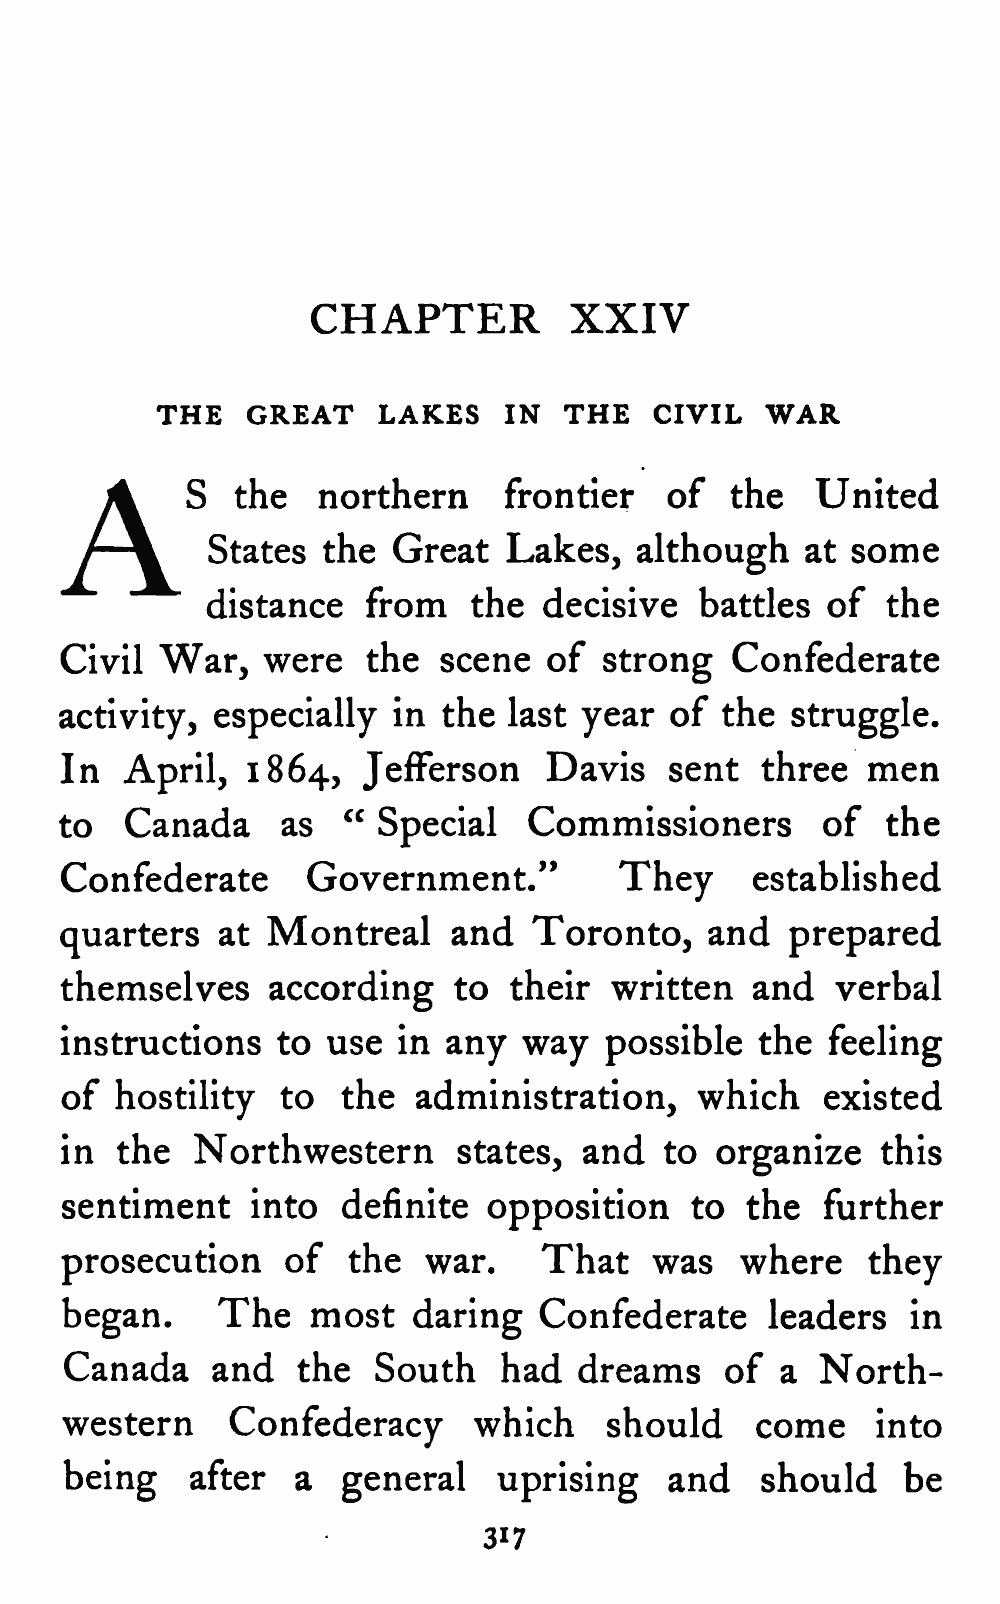 CHAPTER XXIV
THE GREAT LAKES IN THE CIVIL WAR
AS the northern frontier of the United
States the Great Lakes, although at some
distance from the decisive battles of the
Civil War, were the scene of strong Confederate
activity, especially in the last year of the struggle.
In April, 1864, Jefferson Davis sent three men
to Canada as “ Special Commissioners of the
Confederate Government.” They established
quarters at Montreal and Toronto, and prepared
themselves according to their written and verbal
instructions to use in any way possible the feeling
of hostility to the administration, which existed
in the Northwestern states, and to organize this
sentiment into definite opposition to the further
prosecution of the war. That was where they
began. The most daring Confederate leaders in
Canada and the South had dreams of a North-
western Confederacy which should come into
being after a general uprising and should be
317